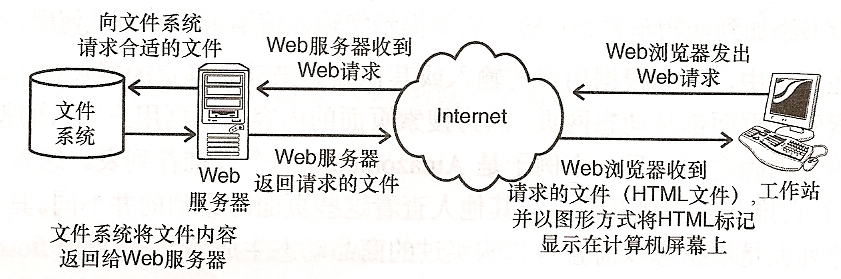 向文件系统
请求合适的文件
Web服务器收到
Web请求
Web浏览器发出
Web请求
文件
系统
Internet
Web
服务器
Web服务器
返回请求的文件
Web浏览器收到
请求的文件（HTML文件）,
并以图形方式将HTML标记
显示在计算机屏幕上
工作站
文件系统将文件内容
返回给Web服务器